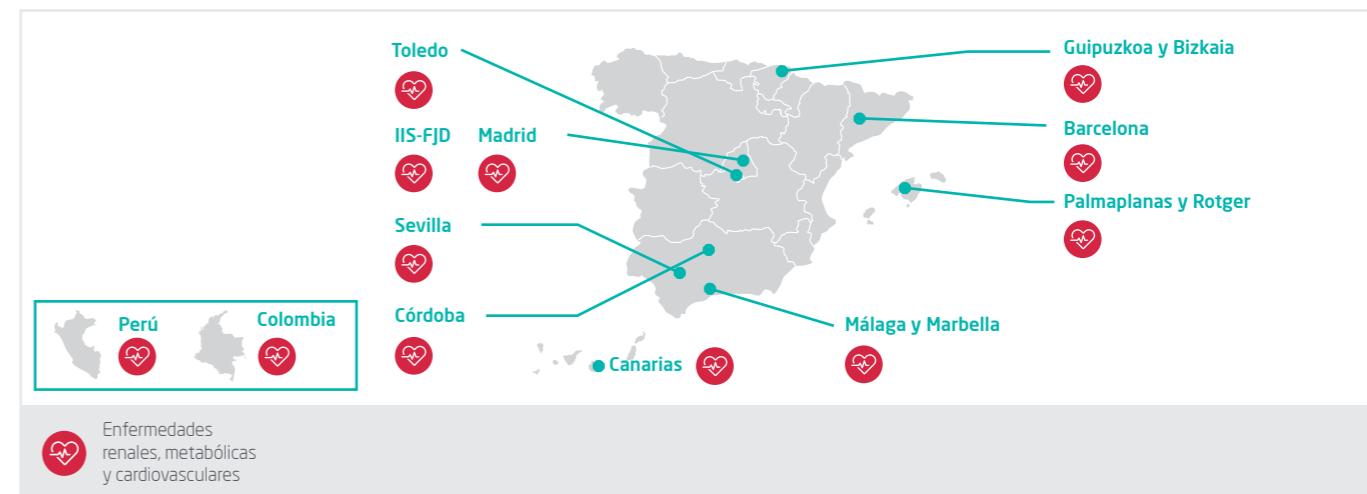 Toledo
Guipuzkoa y Bizkaia
IIS-FJD
Madrid
Barcelona
Palmaplanas y Rotger
Sevilla
Perú
Colombia
Córdoba
Málaga y Marbella
Canarias
Enfermedades
renales, metabólicas
y cardiovasculares